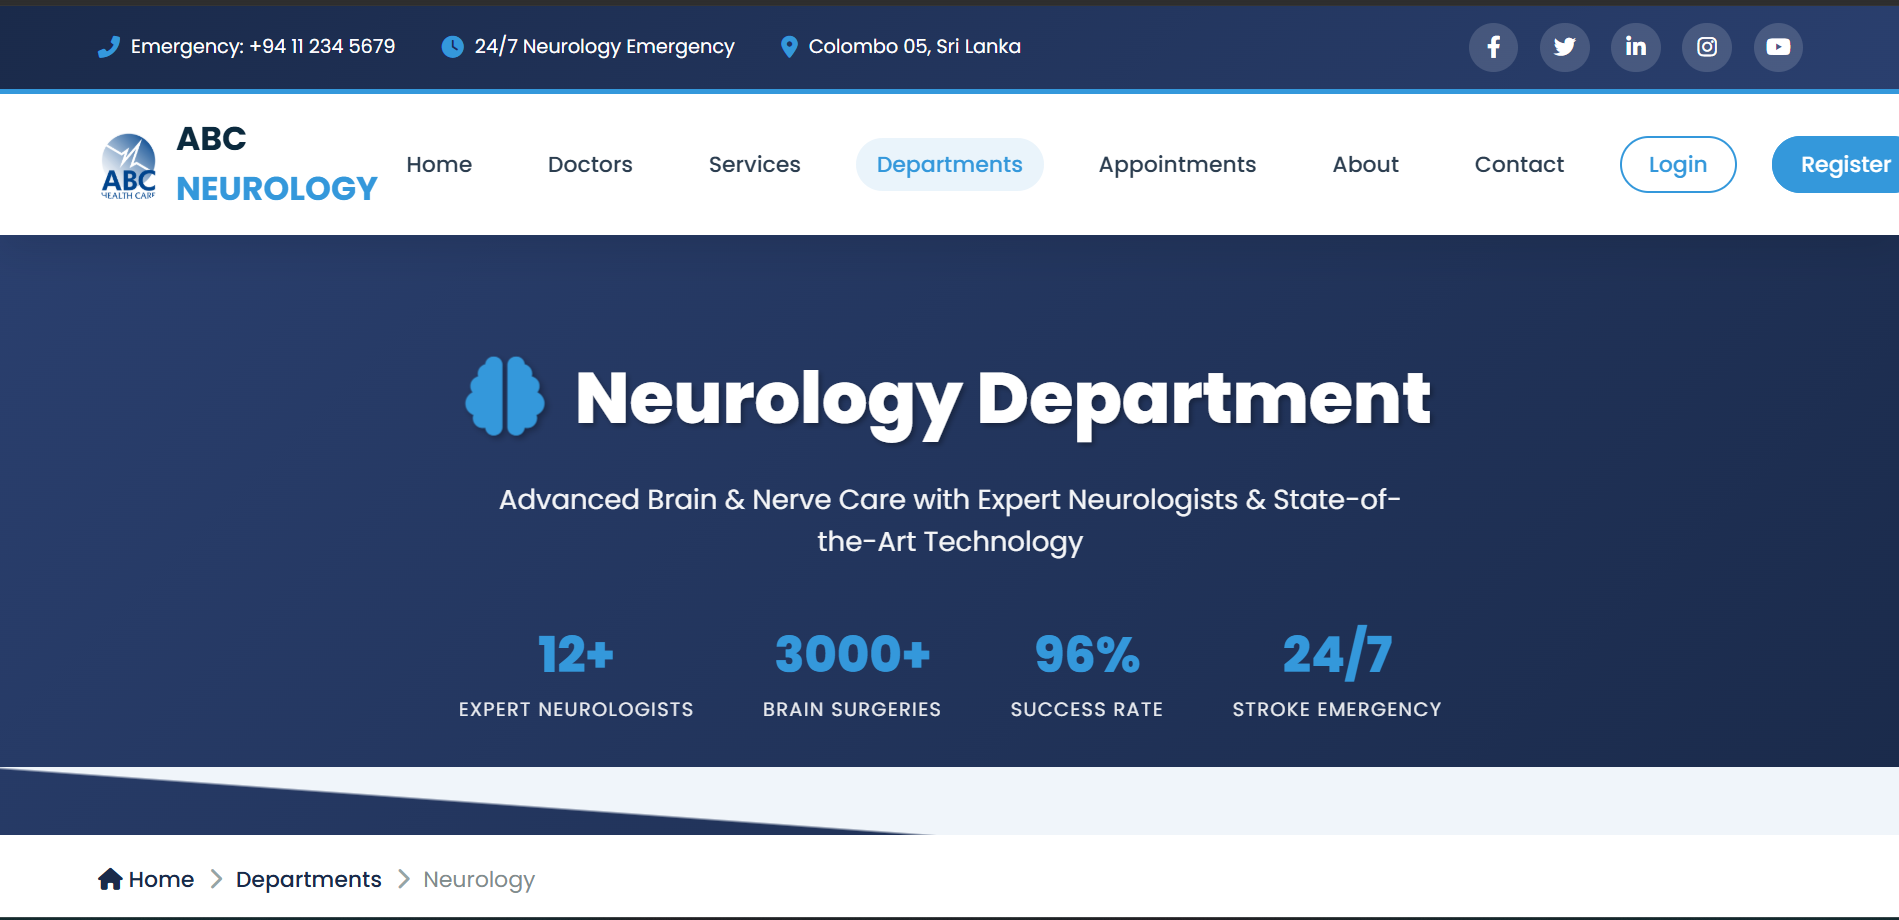 Emergency: +94 11 234 5679
24/7 Neurology Emergency
Colombo 05, Sri Lanka
ABC
HEALTH CARE
ABC
NEUROLOGY
Home
Doctors
Services
Departments
Appointments
About
Contact
Login
Register
Neurology Department
Advanced Brain & Nerve Care with Expert Neurologists & State-of-
the-Art Technology
12+
EXPERT NEUROLOGISTS
3000+
BRAIN SURGERIES
96%
SUCCESS RATE
24/7
STROKE EMERGENCY
Home
Departments
Neurology